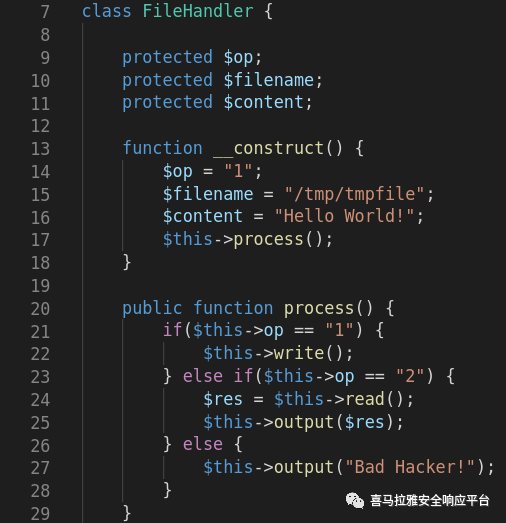 7 class FileHandler {
8
9 protected $op;
10 protected $filename;
11 protected $content;
12
13 function __construct() {
14 $op = "1";
15 $filename = "/tmp/tmpfile";
16 $content = "Hello World!";
17 $this->process();
18 }
19
20 public function process() {
21 if($this->op == "1") {
22 $this->write();
23 } else if($this->op == "2") {
24 $res = $this->read();
25 $this->output($res);
26 } else {
27 $this->output("Bad Hacker!");
28 }
29 }
喜马拉雅安全响应平台